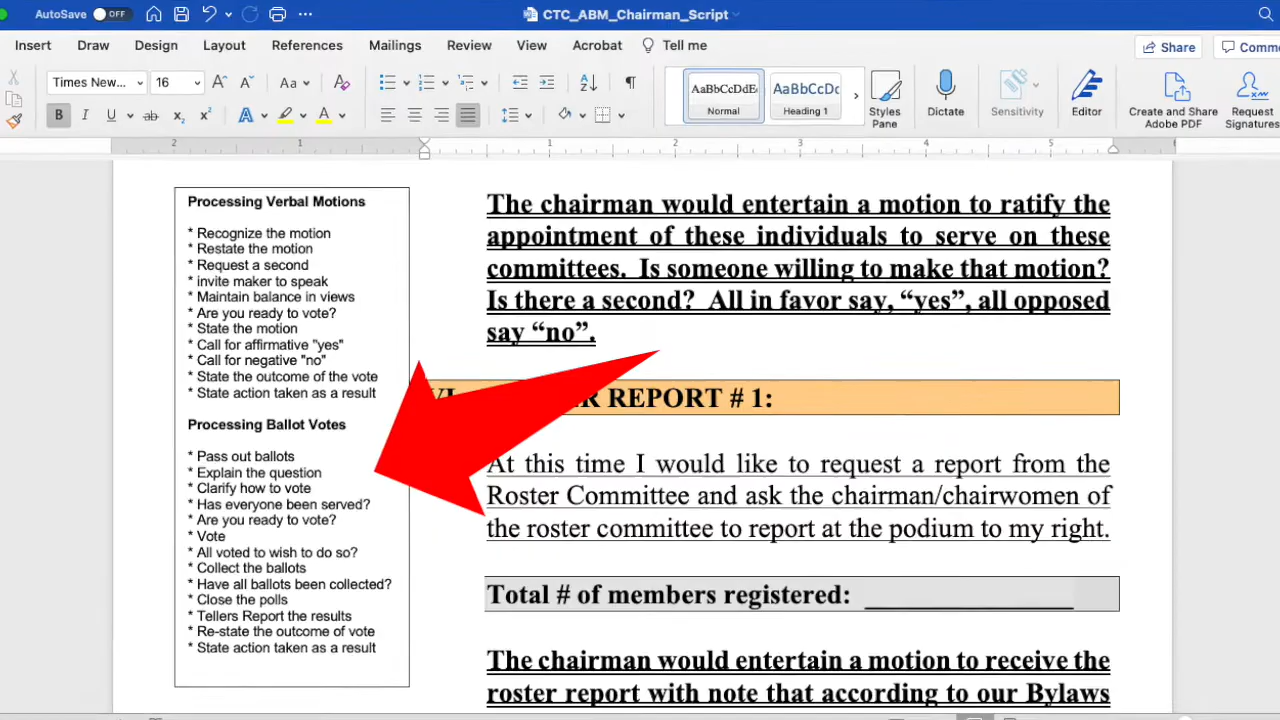 AutoSave OFF CTC_ABM_Chairman_Script
Insert Draw Design Layout References Mailings Review View Acrobat Tell me Share
Times New... 16 Aa
AaBbCcDdE AaBbCcDc
Normal Heading 1
Styles Pane Dictate Sensitivity Editor Create and Share Adobe PDF Request Signatures
2 1 1 2 3 4 5
Processing Verbal Motions
* Recognize the motion
* Restate the motion
* Request a second
* invite maker to speak
* Maintain balance in views
* Are you ready to vote?
* State the motion
* Call for affirmative "yes"
* Call for negative "no"
* State the outcome of the vote
* State action taken as a result
Processing Ballot Votes
* Pass out ballots
* Explain the question
* Clarify how to vote
* Has everyone been served?
* Are you ready to vote?
* Vote
* All voted to wish to do so?
* Collect the ballots
* Have all ballots been collected?
* Close the polls
* Tellers Report the results
* Re-state the outcome of vote
* State action taken as a result
The chairman would entertain a motion to ratify the
appointment of these individuals to serve on these
committees. Is someone willing to make that motion?
Is there a second? All in favor say, “yes”, all opposed
say “no”.
REPORT # 1:
At this time I would like to request a report from the
Roster Committee and ask the chairman/chairwomen of
the roster committee to report at the podium to my right.
Total # of members registered: _______________
The chairman would entertain a motion to receive the
roster report with note that according to our Bylaws